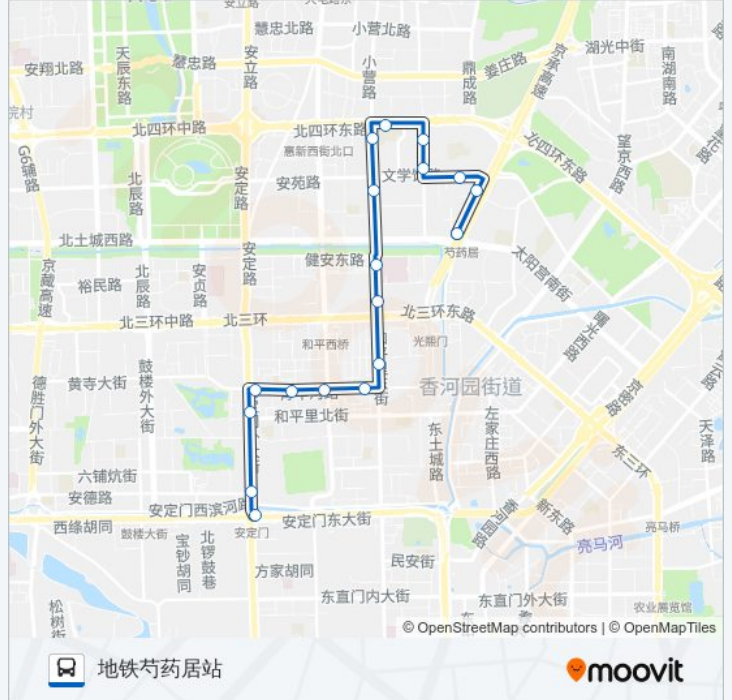 安立路
慧忠北路
小营北路
湖光中街
安翔北路
天辰东路
慧忠路
安立路
小营路
鼎成路
姜庄路
京承高速
南湖南路
北四环中路
北四环东路
惠新西街北口
北四环东路
望京西路
G6辅路
北辰路
安定路
安苑路
北土城西路
安定路
健安东路
芍药居
太阳宫南街
京藏高速
裕民路
北辰路
安贞路
北三环中路
北三环
北三环东路
曙光西路
和平西桥
光熙门
德胜门外大街
黄寺大街
鼓楼外大街
香河园街道
京密路
和平里北街
东土城路
左家庄西路
天泽路
东三环
六铺炕街
安德路
安定门东大街
香河园路
新东路
西绦胡同
鼓楼大街
安定门
亮马桥
亮马河
宝钞胡同
北锣鼓巷
方家胡同
民安街
东直门内大街
东直门外大街
农业展览馆
松树街
© OpenStreetMap contributors | © OpenMapTiles
地铁芍药居站
moovit